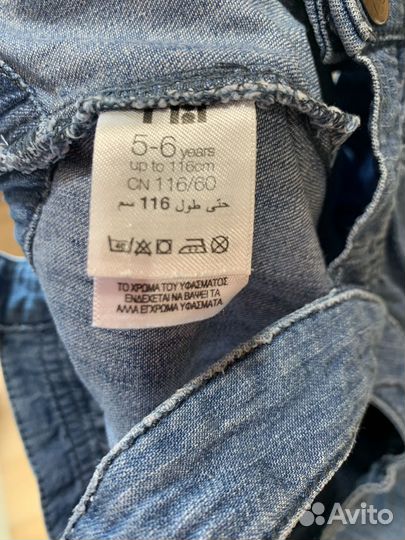 5-6 years
up to 116cm
CN 116/60
حتى طول 116 سم
ΤΟ ΧΡΩΜΑ ΤΟΥ ΥΦΑΣΜΑΤΟΣ
ΕΝΔΕΧΕΤΑΙ ΝΑ ΒΑΨΕΙ ΤΑ
ΑΛΛΑ ΕΓΧΡΩΜΑ ΥΦΑΣΜΑΤΑ
Avito